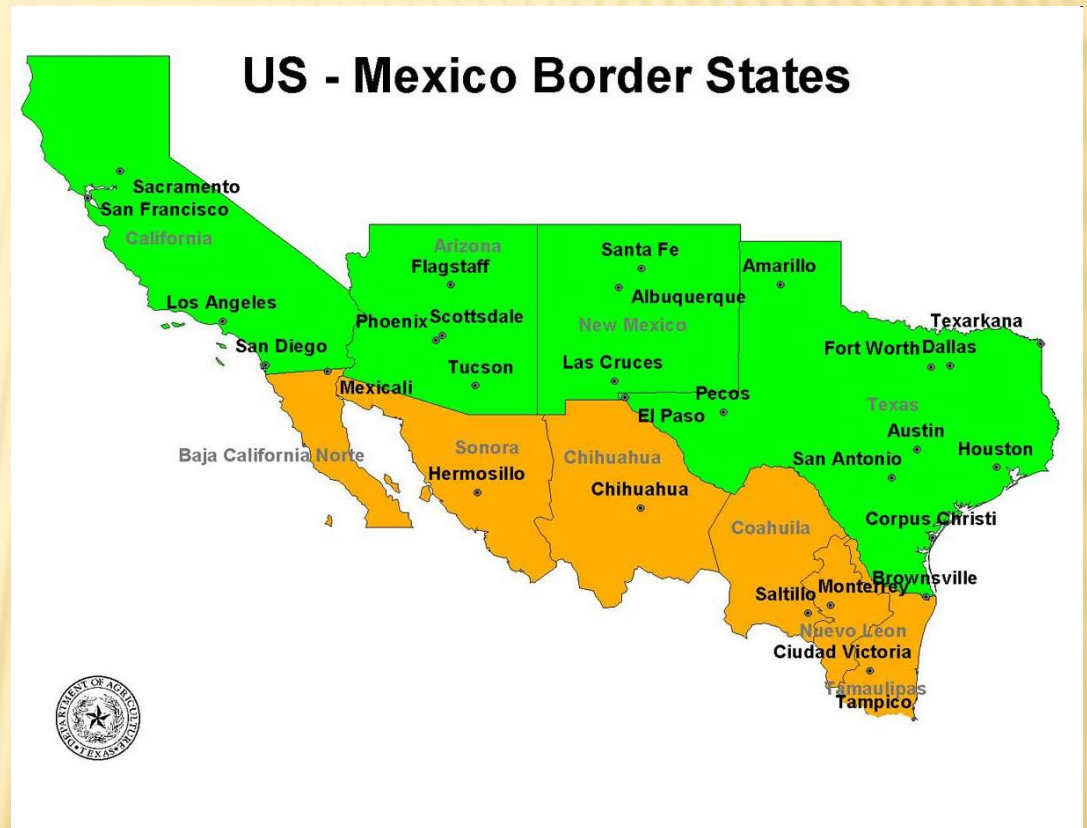 US - Mexico Border States
Sacramento
San Francisco
California
Arizona
Flagstaff
Santa Fe
Albuquerque
Amarillo
Los Angeles
Phoenix
Scottsdale
New Mexico
Texarkana
San Diego
Fort Worth
Dallas
Tucson
Las Cruces
Mexicali
Pecos
El Paso
Texas
Austin
Baja California Norte
Sonora
Chihuahua
San Antonio
Houston
Hermosillo
Chihuahua
Coahuila
Corpus Christi
Brownsville
Saltillo
Monterrey
Nuevo Leon
Ciudad Victoria
Tamaulipas
Tampico
DEPARTMENT OF AGRICULTURE
TEXAS